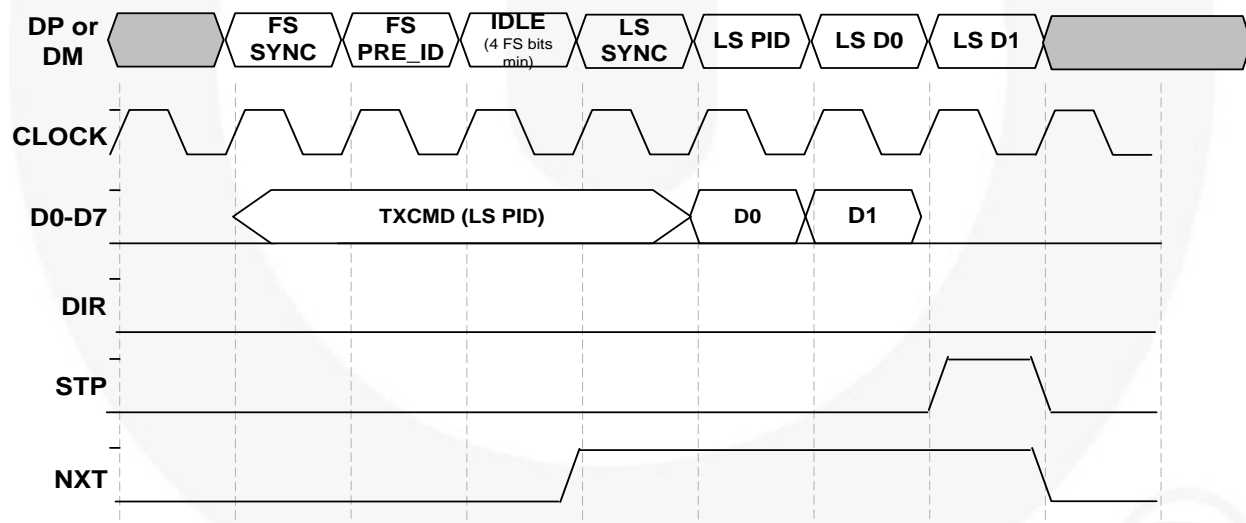 DP or
DM
FS
SYNC
FS
PRE_ID
IDLE
(4 FS bits
min)
LS
SYNC
LS PID
LS D0
LS D1
CLOCK
D0-D7
TXCMD (LS PID)
D0
D1
DIR
STP
NXT